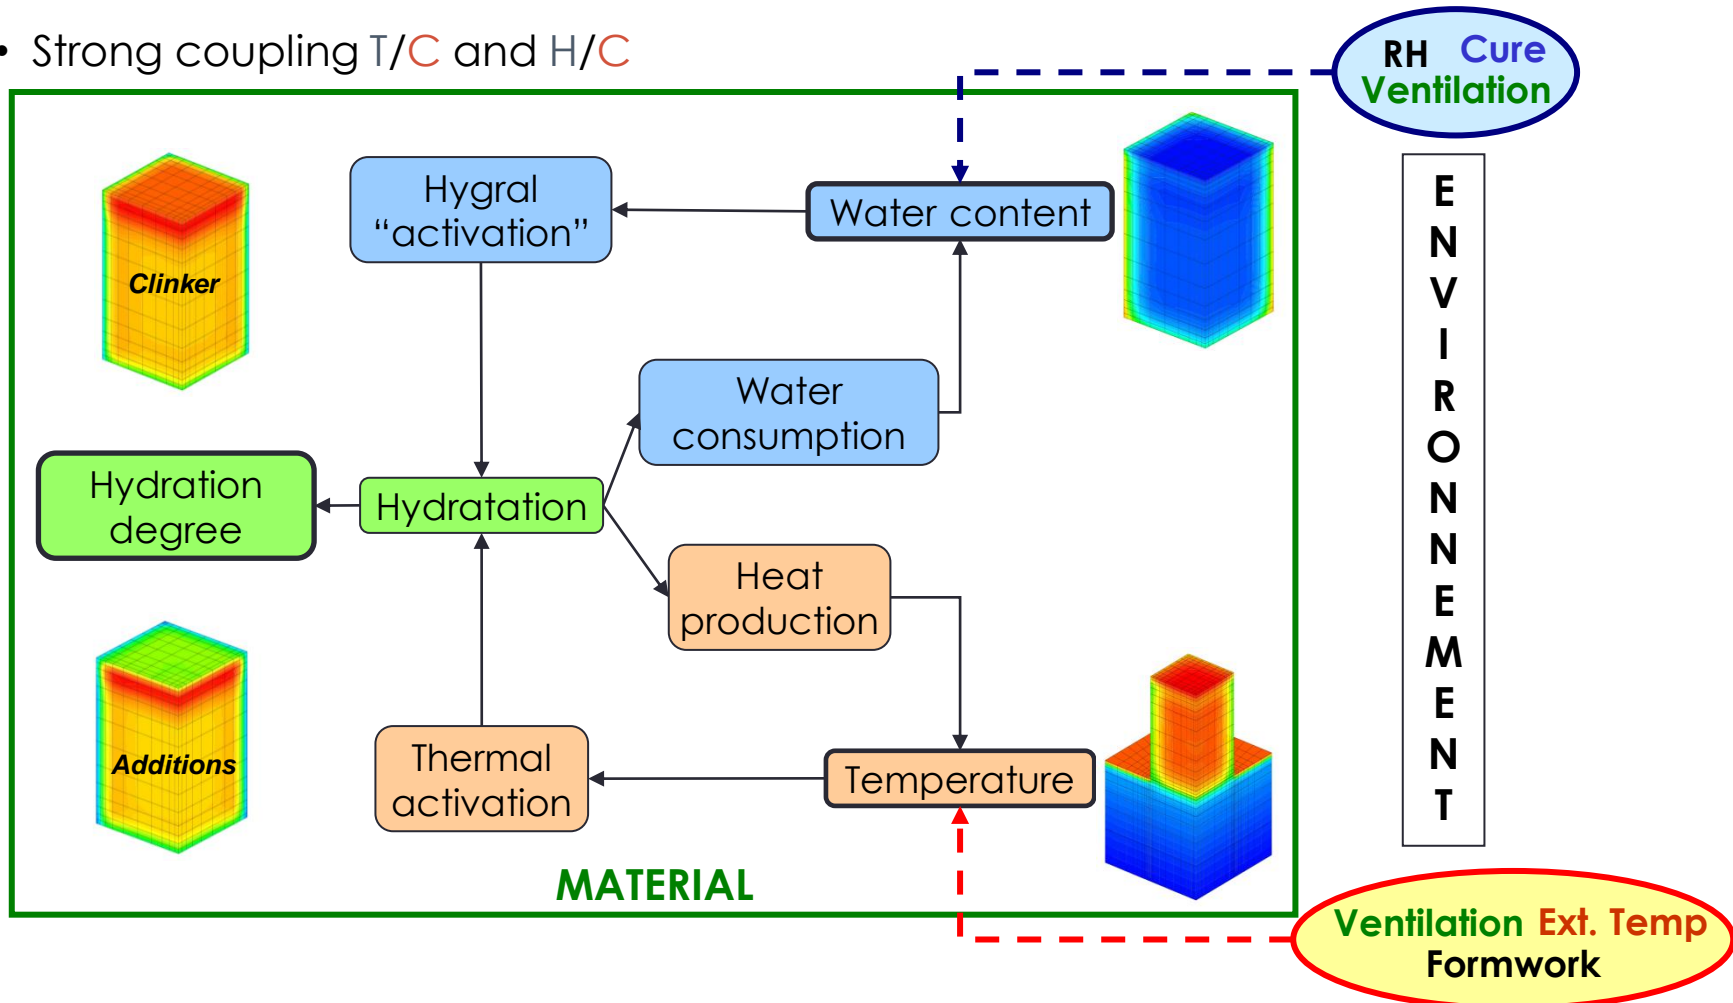 • Strong coupling T/C and H/C
RH Cure
Ventilation
Hygral
“activation”
Water content
Clinker
Water
consumption
Hydration
degree
Hydratation
Heat
production
Additions
Thermal
activation
Temperature
MATERIAL
E
N
V
I
R
O
N
N
E
M
E
N
T
Ventilation Ext. Temp
Formwork